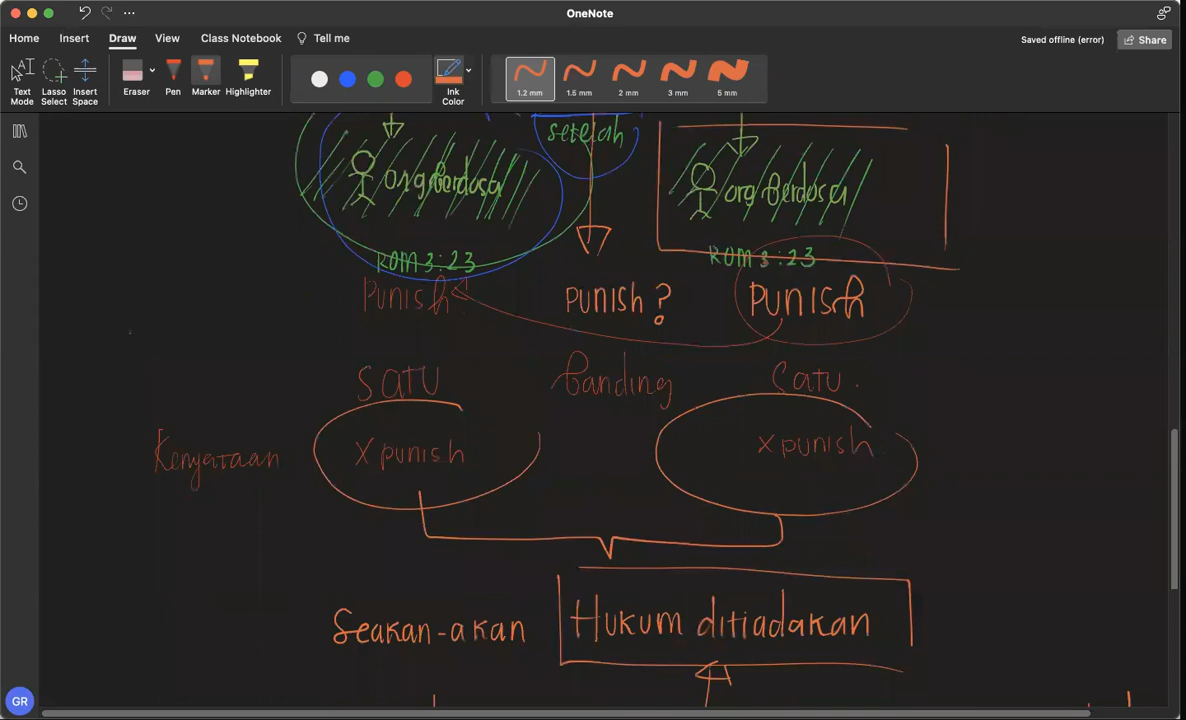 OneNote
Home Insert Draw View Class Notebook Tell me
Saved offline (error) Share
Text Mode
Lasso Select
Insert Space
Eraser
Pen
Marker
Highlighter
Ink Color
1.2 mm
1.5 mm
2 mm
3 mm
5 mm
setelah
org Berdosa
org Berdosa
ROM 3:23
ROM 3:23
Punish
PUNISH?
PUNISH
SATU
Banding
SATU
Kenyataan
X punish
X punish
Seakan-akan
Hukum ditiadakan
GR